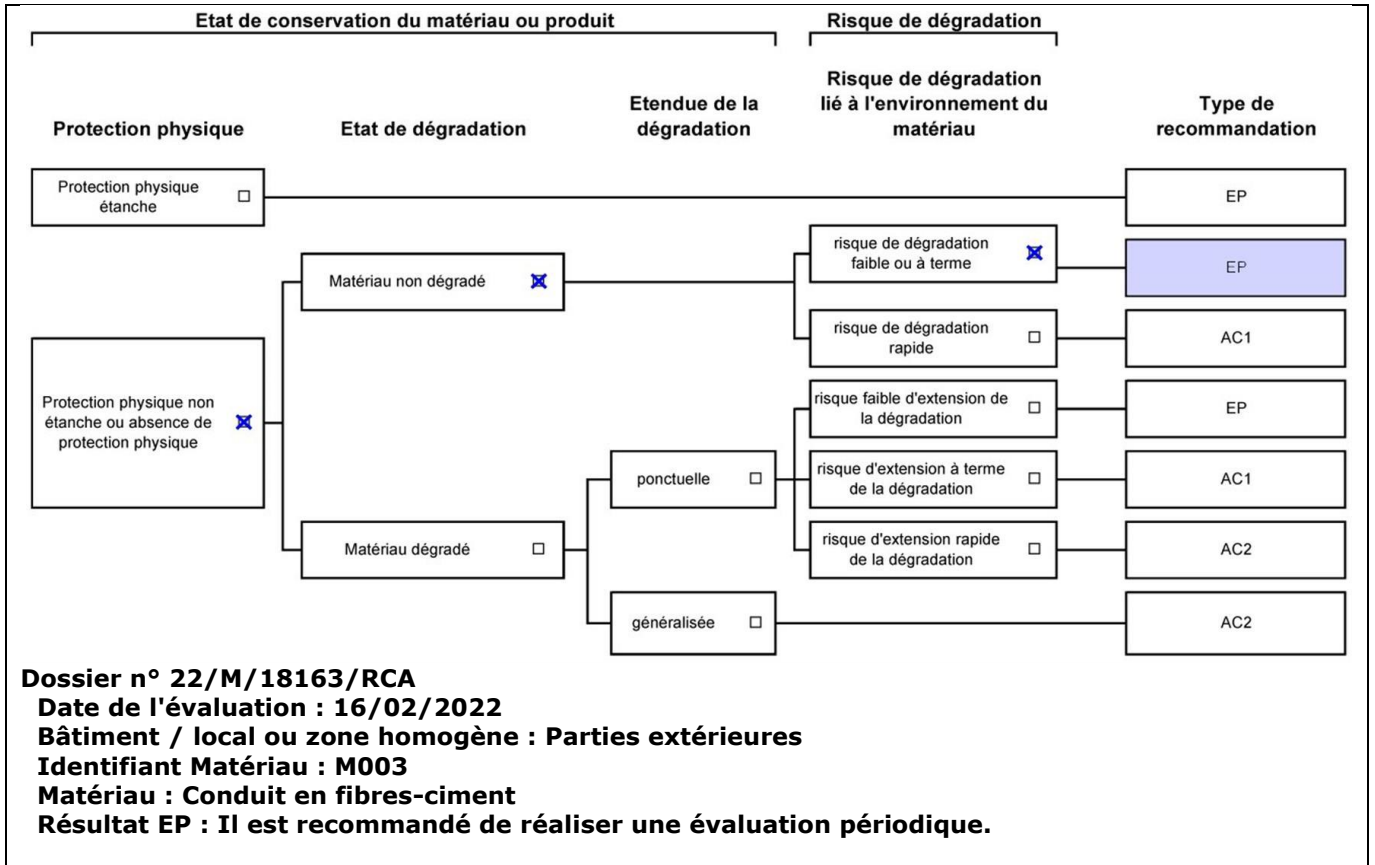 Etat de conservation du matériau ou produit
Risque de dégradation
Protection physique
Etat de dégradation
Etendue de la
dégradation
Risque de dégradation
lié à l'environnement du
matériau
Type de
recommandation
Protection physique
étanche
EP
risque de dégradation
faible ou à terme
EP
Matériau non dégradé
risque de dégradation
rapide
AC1
Protection physique non
étanche ou absence de
protection physique
risque faible d'extension de
la dégradation
EP
ponctuelle
risque d'extension à terme
de la dégradation
AC1
Matériau dégradé
risque d'extension rapide
de la dégradation
AC2
généralisée
AC2
Dossier n° 22/M/18163/RCA
Date de l'évaluation : 16/02/2022
Bâtiment / local ou zone homogène : Parties extérieures
Identifiant Matériau : M003
Matériau : Conduit en fibres-ciment
Résultat EP : Il est recommandé de réaliser une évaluation périodique.